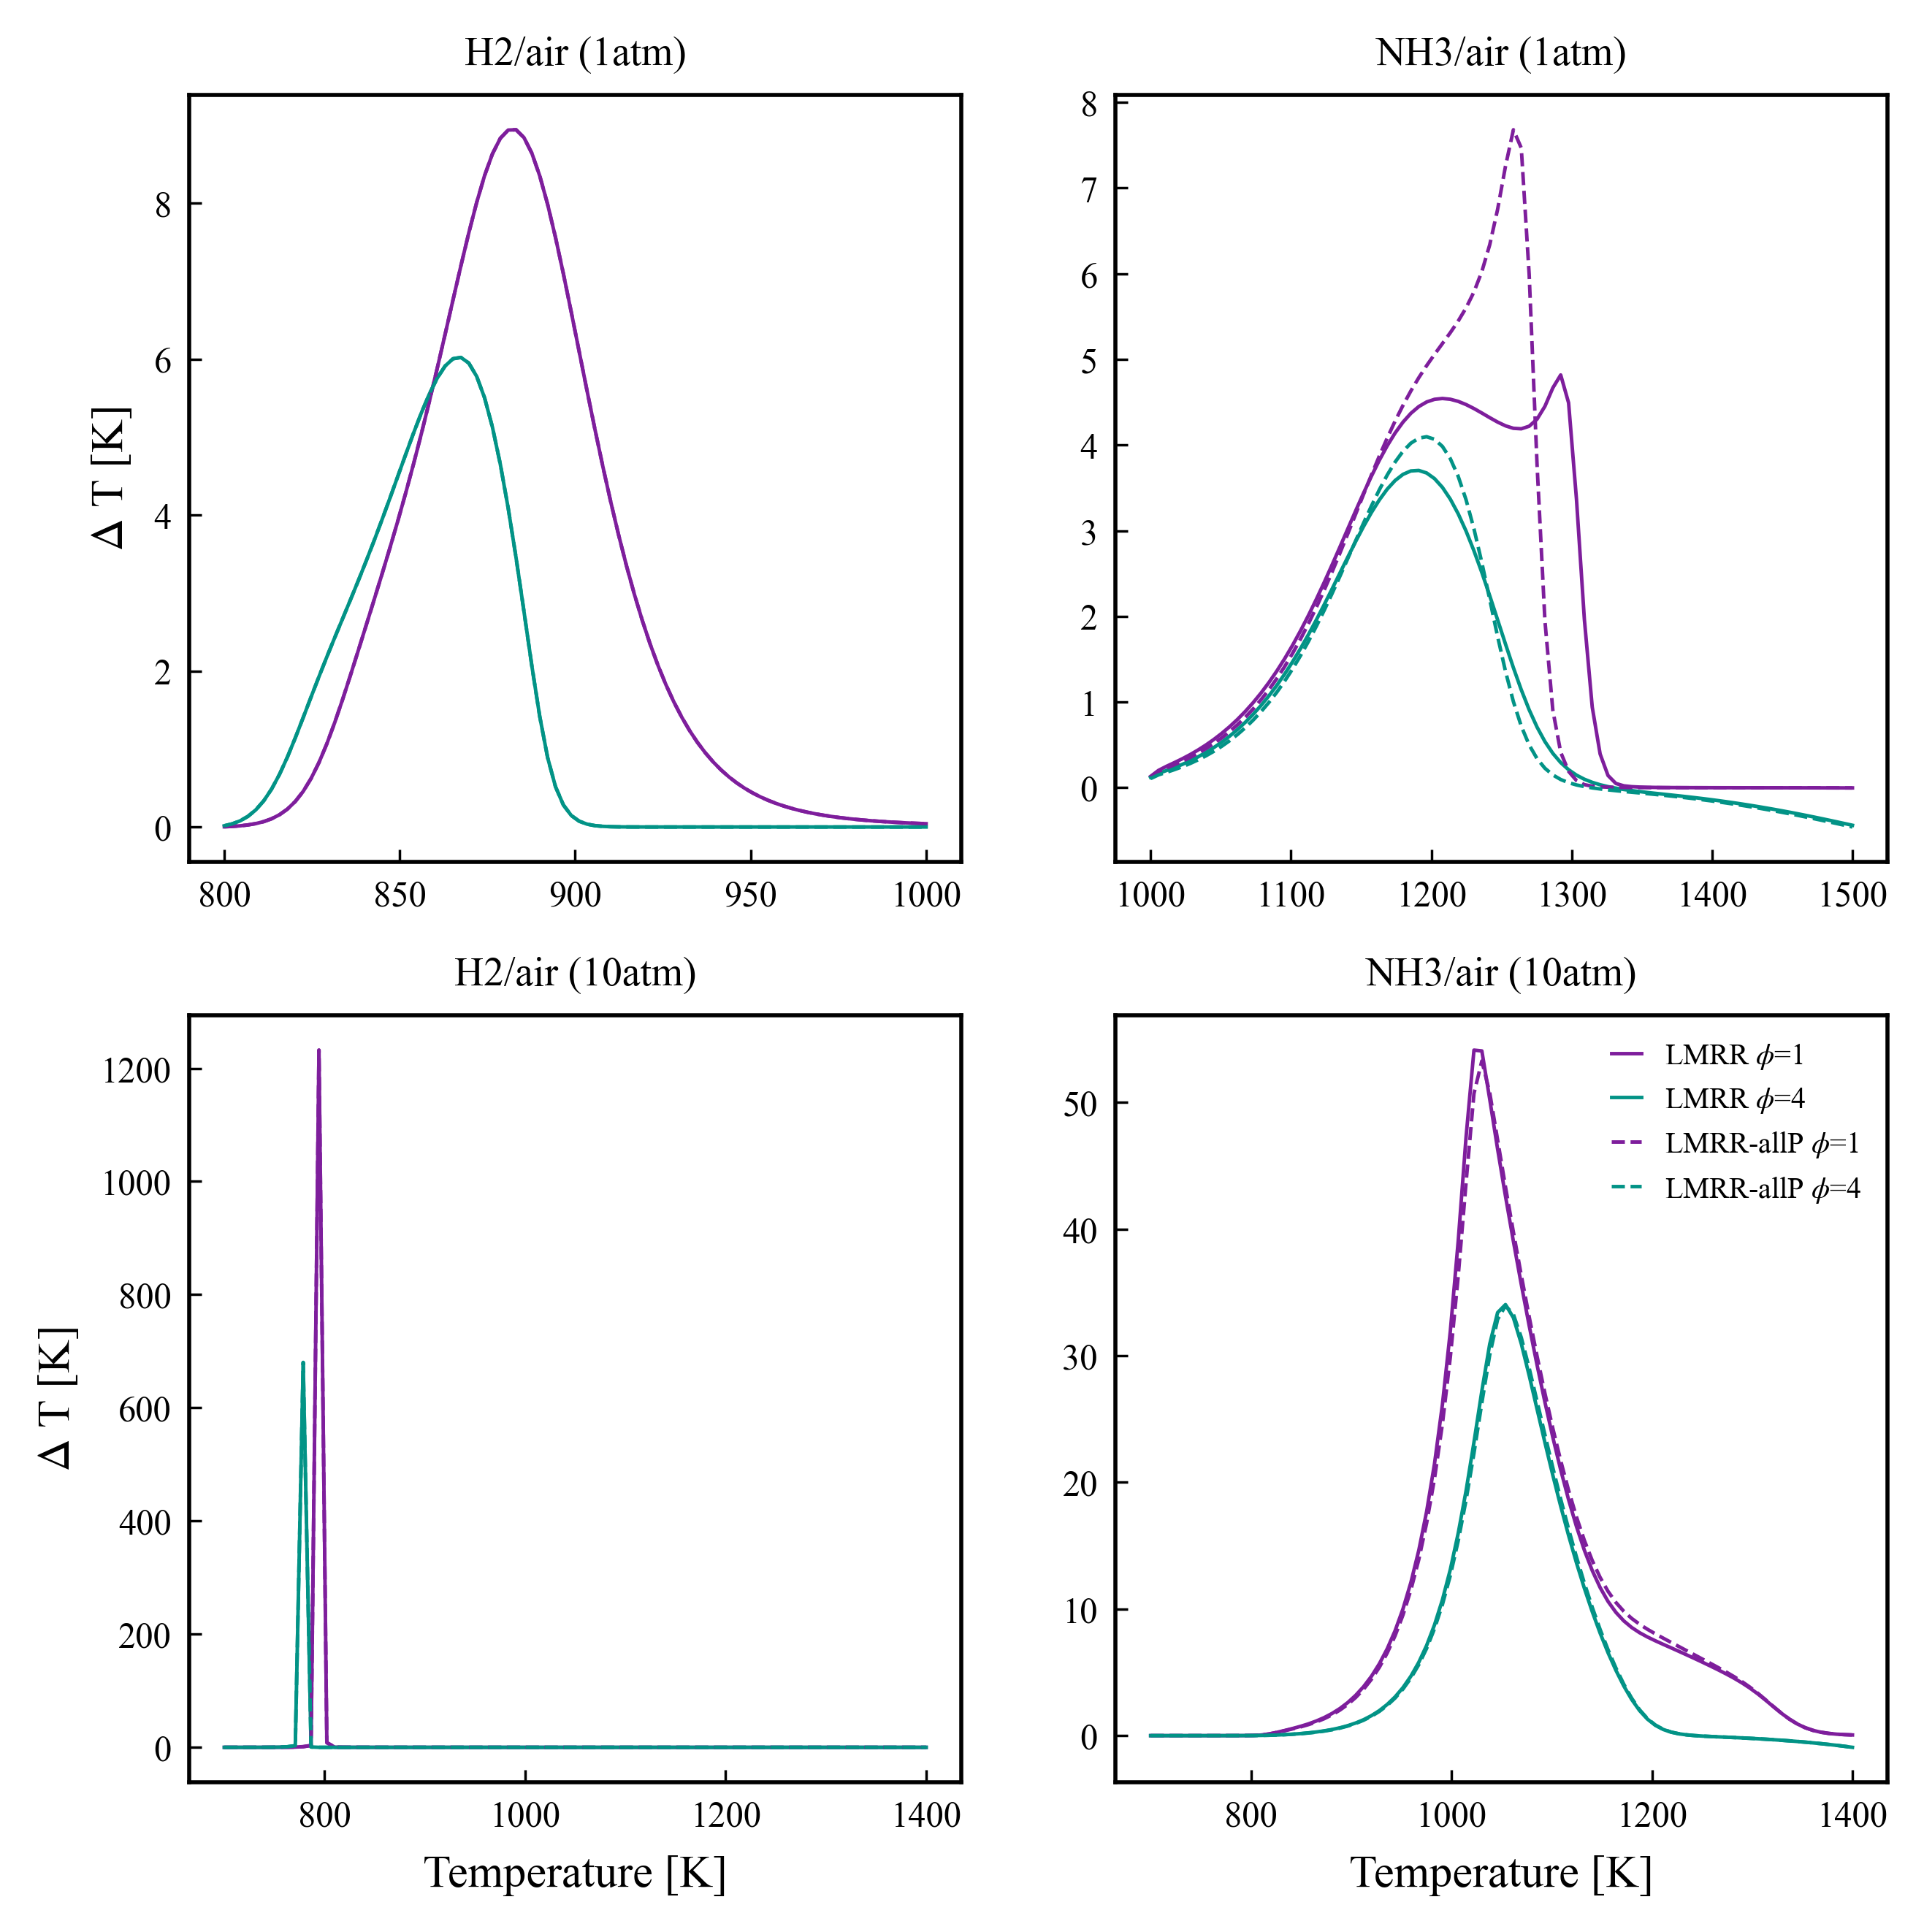 H2/air (1atm)
Δ T [K]
8
6
4
2
0
800 850 900 950 1000
NH3/air (1atm)
8
7
6
5
4
3
2
1
0
1000 1100 1200 1300 1400 1500
H2/air (10atm)
Δ T [K]
1200
1000
800
600
400
200
0
800 1000 1200 1400
Temperature [K]
NH3/air (10atm)
50
40
30
20
10
0
LMRR ϕ=1
LMRR ϕ=4
LMRR-allP ϕ=1
LMRR-allP ϕ=4
800 1000 1200 1400
Temperature [K]